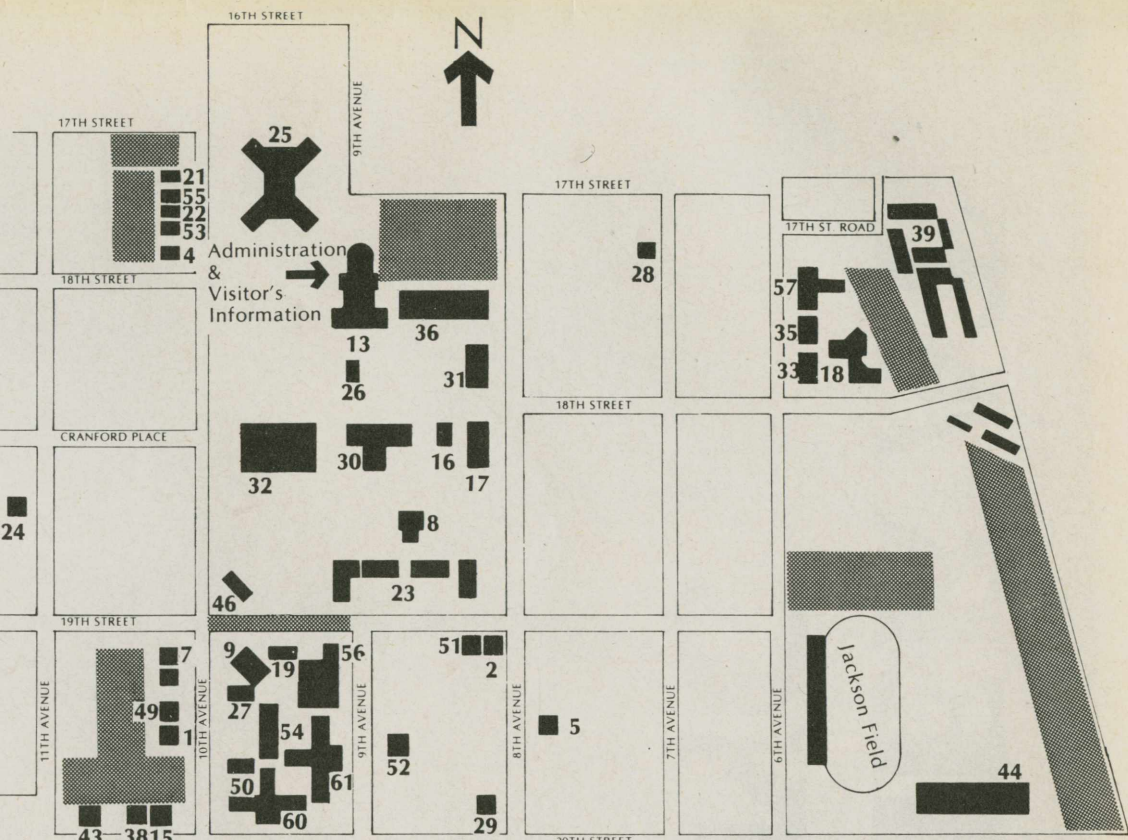 16TH STREET
N
9TH AVENUE
17TH STREET
25
21
55
22
53
4
17TH STREET
17TH ST. ROAD
39
28
Administration
&
Visitor's
Information
18TH STREET
57
13
36
35
26
31
33
18
18TH STREET
CRANFORD PLACE
32
30
16
17
24
8
23
46
19TH STREET
7
9
19
56
51
2
Jackson Field
11TH AVENUE
49
1
10TH AVENUE
27
54
9TH AVENUE
52
8TH AVENUE
5
7TH AVENUE
6TH AVENUE
50
61
44
43
38
15
60
29
20TH STREET